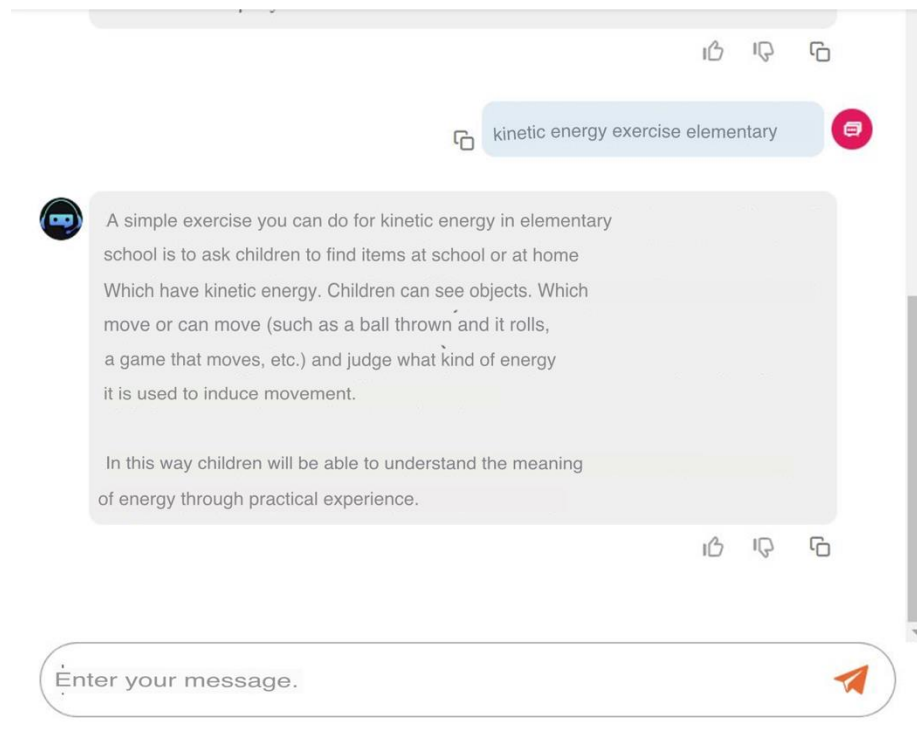 kinetic energy exercise elementary
A simple exercise you can do for kinetic energy in elementary
school is to ask children to find items at school or at home
Which have kinetic energy. Children can see objects. Which
move or can move (such as a ball thrown and it rolls,
a game that moves, etc.) and judge what kind of energy
it is used to induce movement.
In this way children will be able to understand the meaning
of energy through practical experience.
Enter your message.